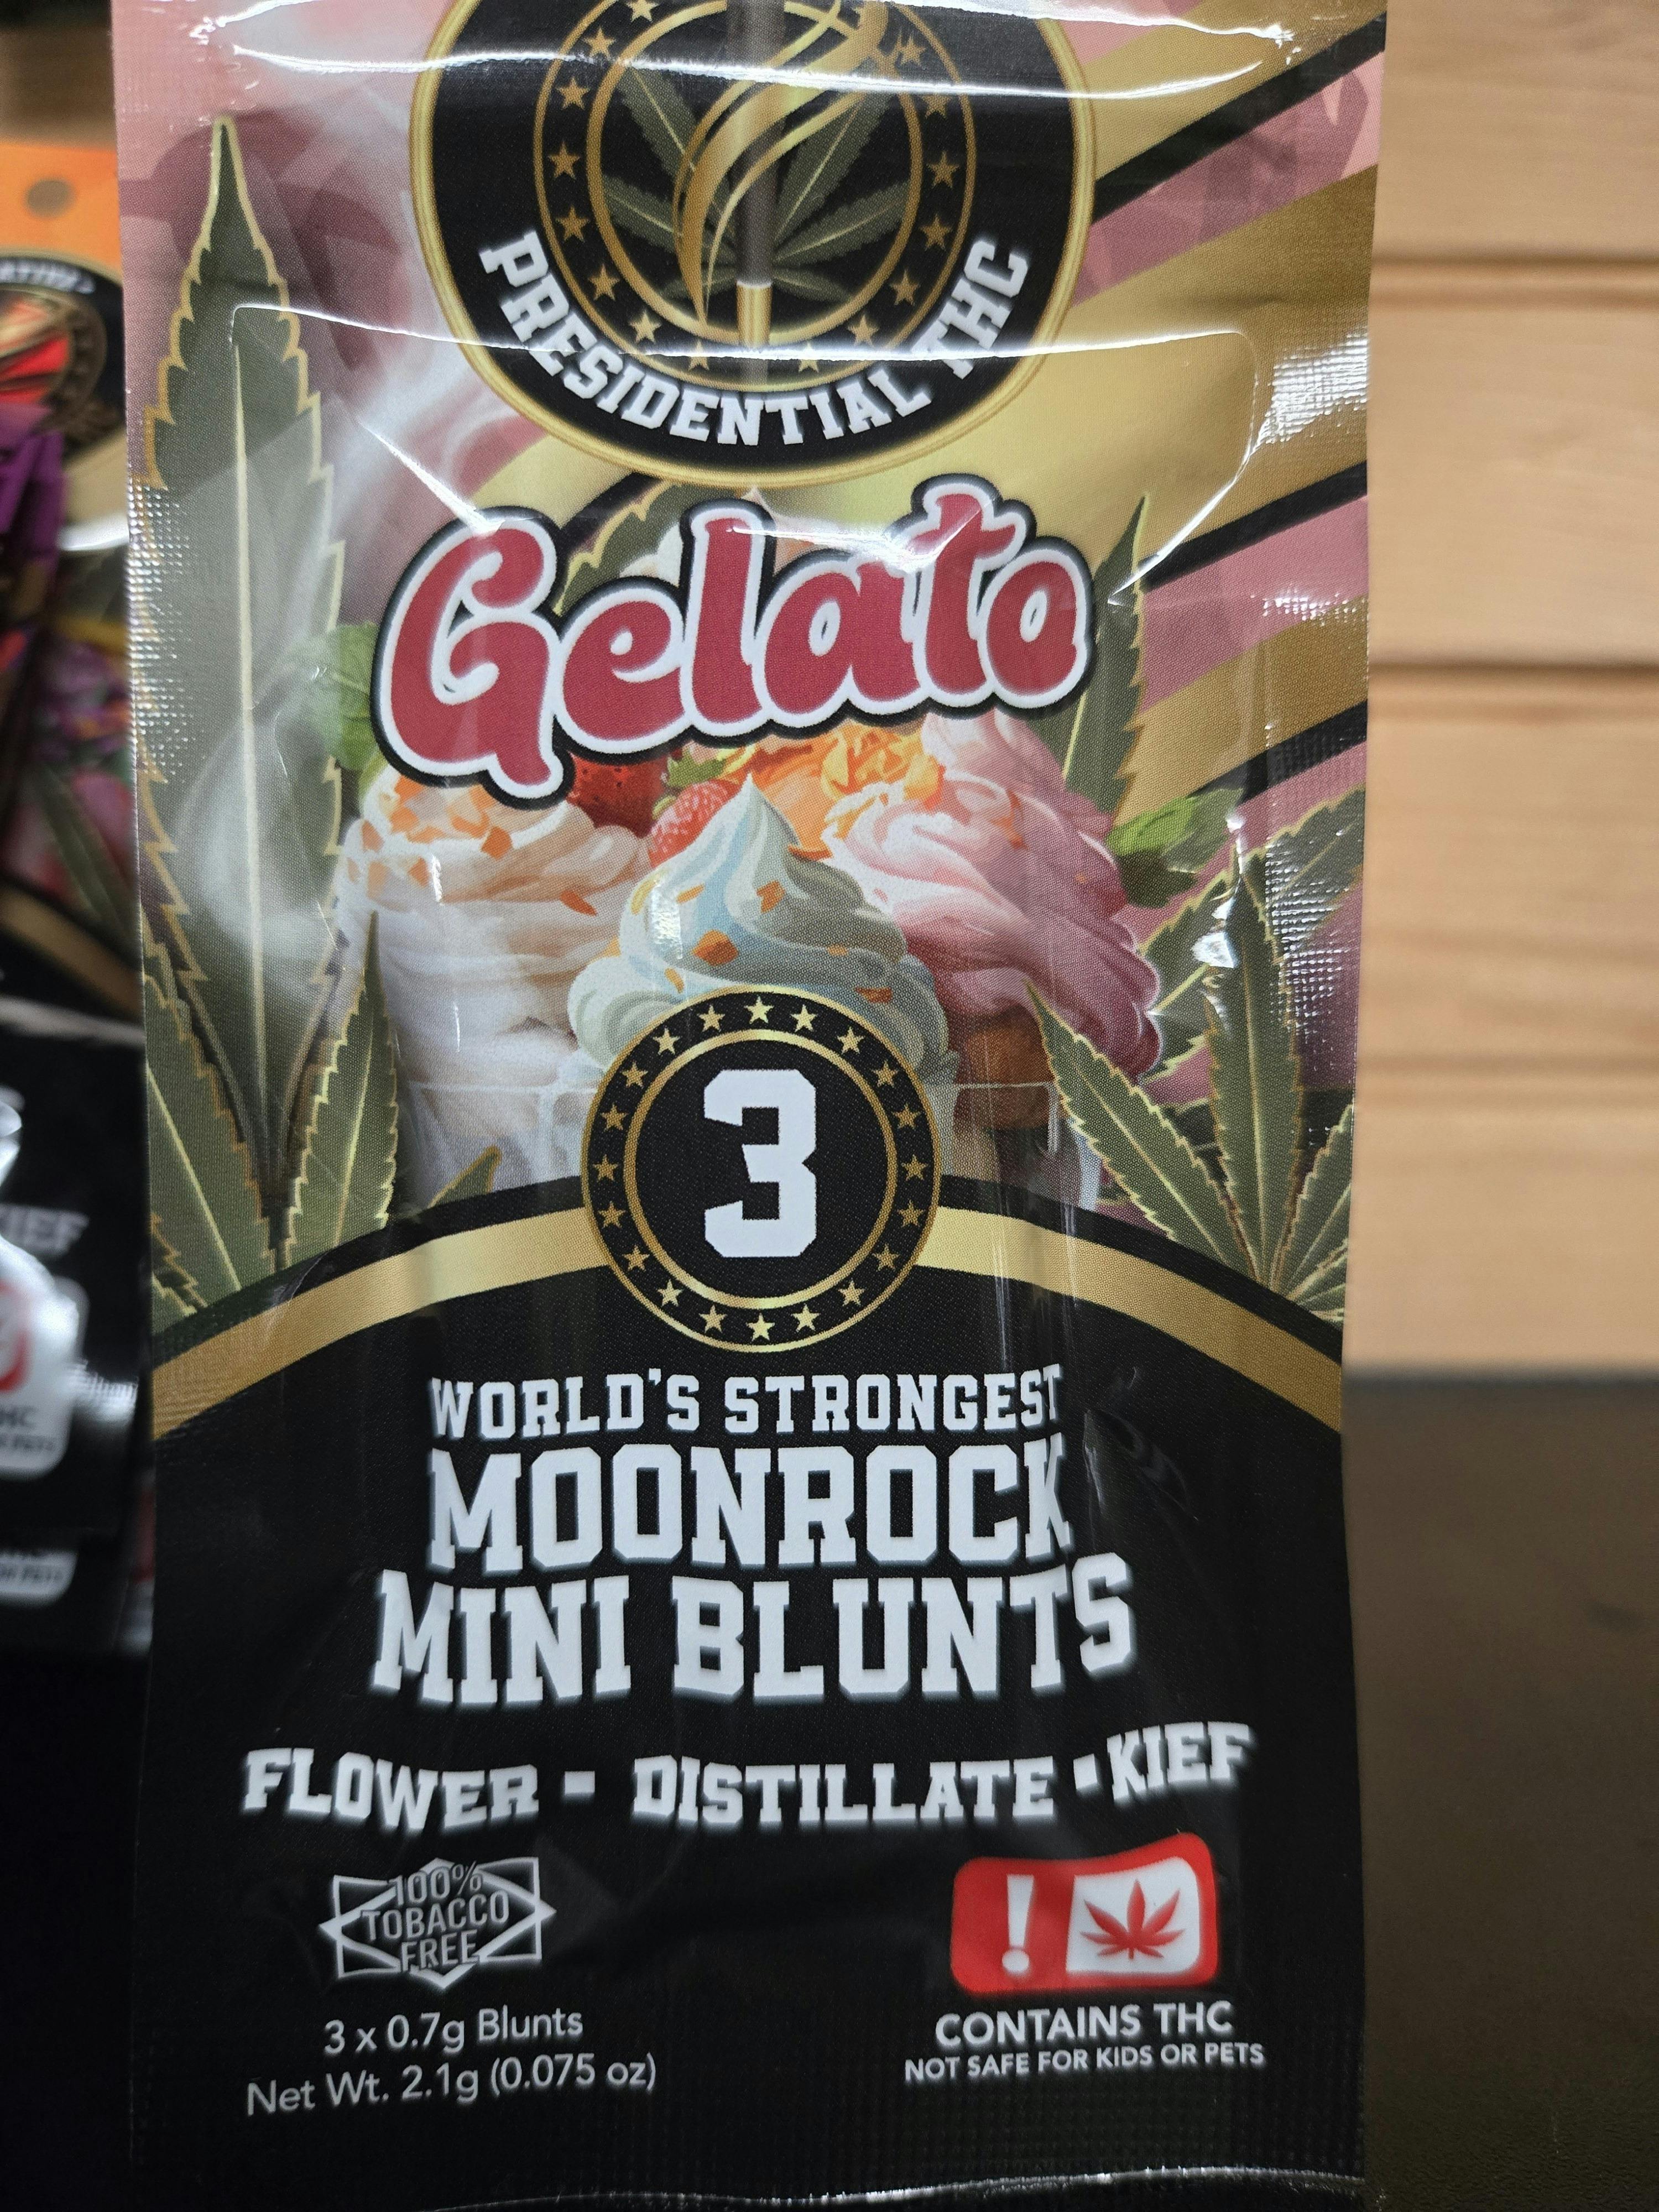 PRESIDENTIAL THC
Gelato
3
WORLD'S STRONGEST
MOONROCK
MINI BLUNTS
FLOWER - DISTILLATE - KIEF
100%
TOBACCO
FREE
3 x 0.7g Blunts
Net Wt. 2.1g (0.075 oz)
!
CONTAINS THC
NOT SAFE FOR KIDS OR PETS